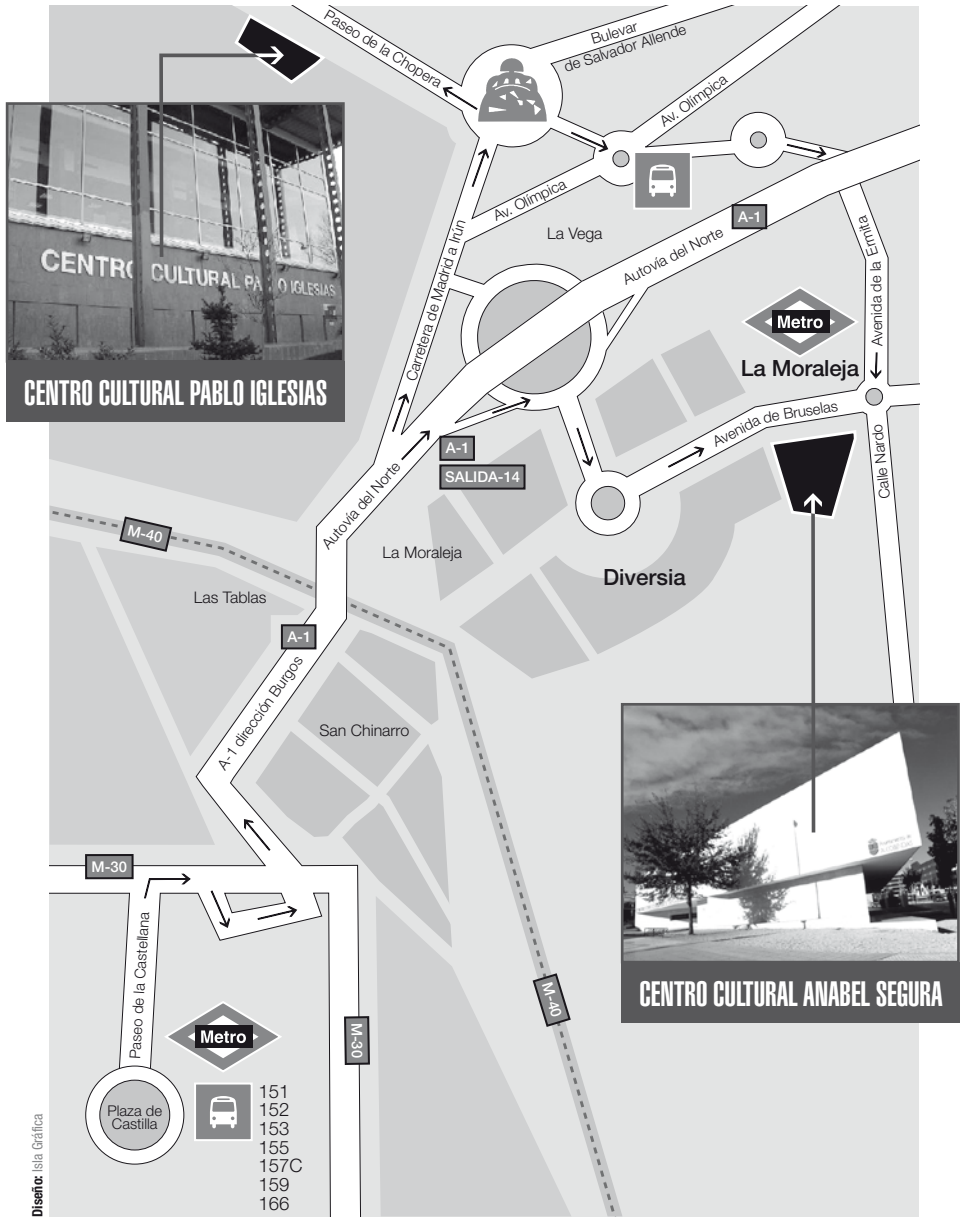 Paseo de la Chopera
Bulevar
de Salvador Allende
Av. Olímpica
Av. Olímpica
La Vega
A-1
Autovía del Norte
Carretera de Madrid a Irún
Avenida de la Ermita
Metro
La Moraleja
CENTRO CULTURAL PABLO IGLESIAS
CENTRO CULTURAL PABLO IGLESIAS
Avenida de Bruselas
Calle Nardo
A-1
SALIDA-14
Autovía del Norte
M-40
La Moraleja
Diversia
Las Tablas
A-1
A-1 dirección Burgos
San Chinarro
M-30
Paseo de la Castellana
M-40
M-30
CENTRO CULTURAL ANABEL SEGURA
Metro
Plaza de
Castilla
151
152
153
155
157C
159
166
Diseño: Isla Gráfica